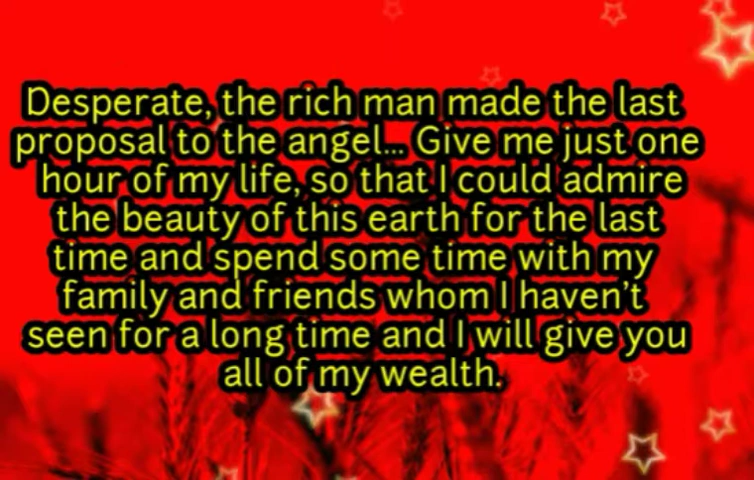 Desperate, the rich man made the last
proposal to the angel... Give me just one
hour of my life, so that I could admire
the beauty of this earth for the last
time and spend some time with my
family and friends whom I haven't
seen for a long time and I will give you
all of my wealth.